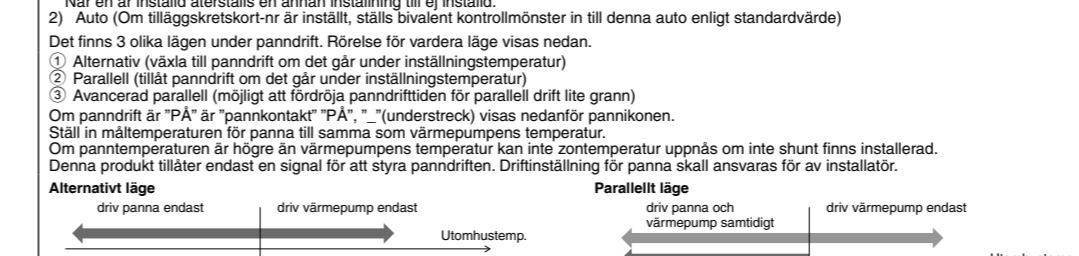 När en är inställd återställs en annan inställning till ej inställd.
2) Auto (Om tilläggskretskort-nr är inställt, ställs bivalent kontrollmönster in till denna auto enligt standardvärde)
Det finns 3 olika lägen under panndrift. Rörelse för vardera läge visas nedan.
① Alternativ (växla till panndrift om det går under inställningstemperatur)
② Parallell (tillåt panndrift om det går under inställningstemperatur)
③ Avancerad parallell (möjligt att fördröja panndrifttiden för parallell drift lite grann)
Om panndrift är ”PÅ” är ”pannkontakt” ”PÅ”, ”_”(understreck) visas nedanför pannikonen.
Ställ in måltemperaturen för panna till samma som värmepumpens temperatur.
Om panntemperaturen är högre än värmepumpens temperatur kan inte zontemperatur uppnås om inte shunt finns installerad.
Denna produkt tillåter endast en signal för att styra panndriften. Driftinställning för panna skall ansvaras för av installatör.
Alternativt läge
driv panna endast
driv värmepump endast
Utomhustemp.
Parallellt läge
driv panna och
värmepump samtidigt
driv värmepump endast